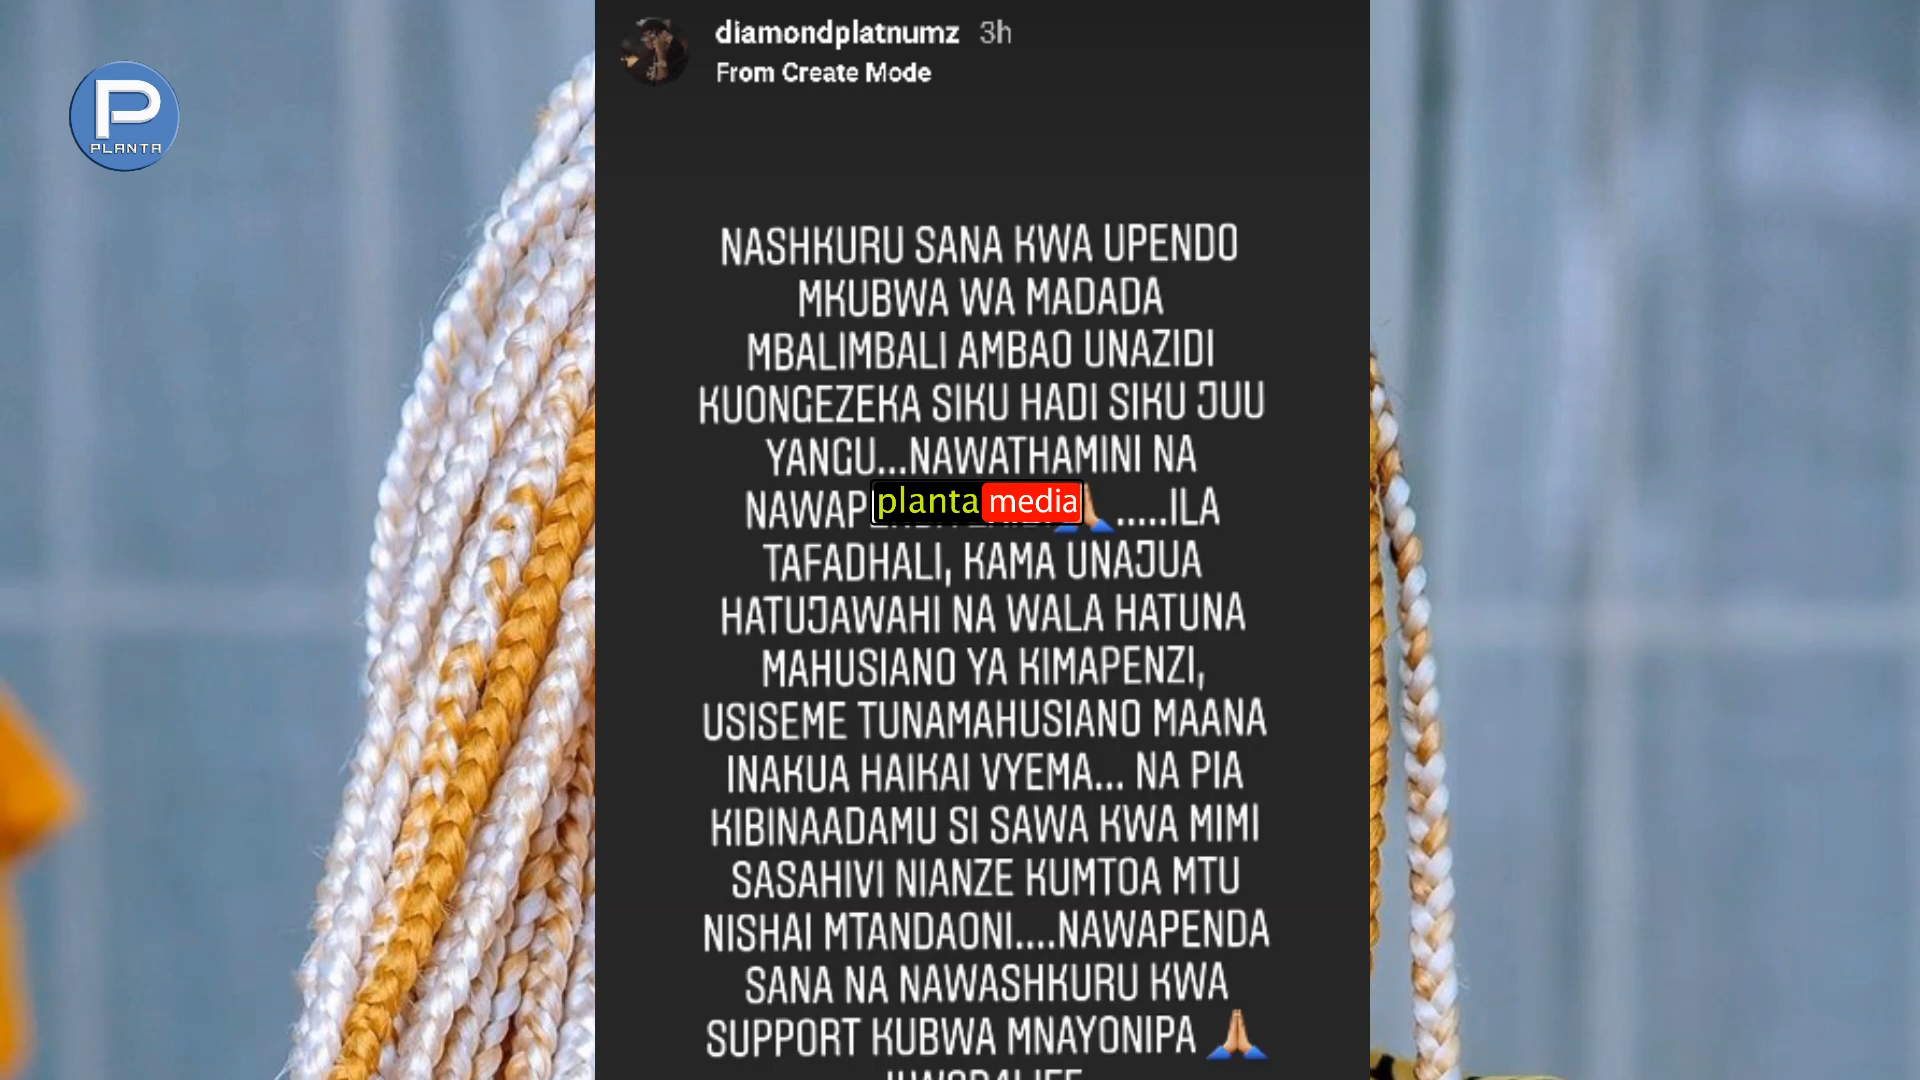 P
PLANTA
diamondplatnumz 3h
From Create Mode
NASHKURU SANA KWA UPENDO
MKUBWA WA MADADA
MBALIMBALI AMBAO UNAZIDI
KUONGEZEKA SIKU HADI SIKU JUU
YANGU...NAWATHAMINI NA
.....ILA
planta media
TAFADHALI, KAMA UNAJUA
HATUJAWAHI NA WALA HATUNA
MAHUSIANO YA KIMAPENZI,
USISEME TUNAMAHUSIANO MAANA
INAKUA HAIKAI VYEMA... NA PIA
KIBINAADAMU SI SAWA KWA MIMI
SASAHIVI NIANZE KUMTOA MTU
NISHAI MTANDAONI....NAWAPENDA
SANA NA NAWASHKURU KWA
SUPPORT KUBWA MNAYONIPA 🙏